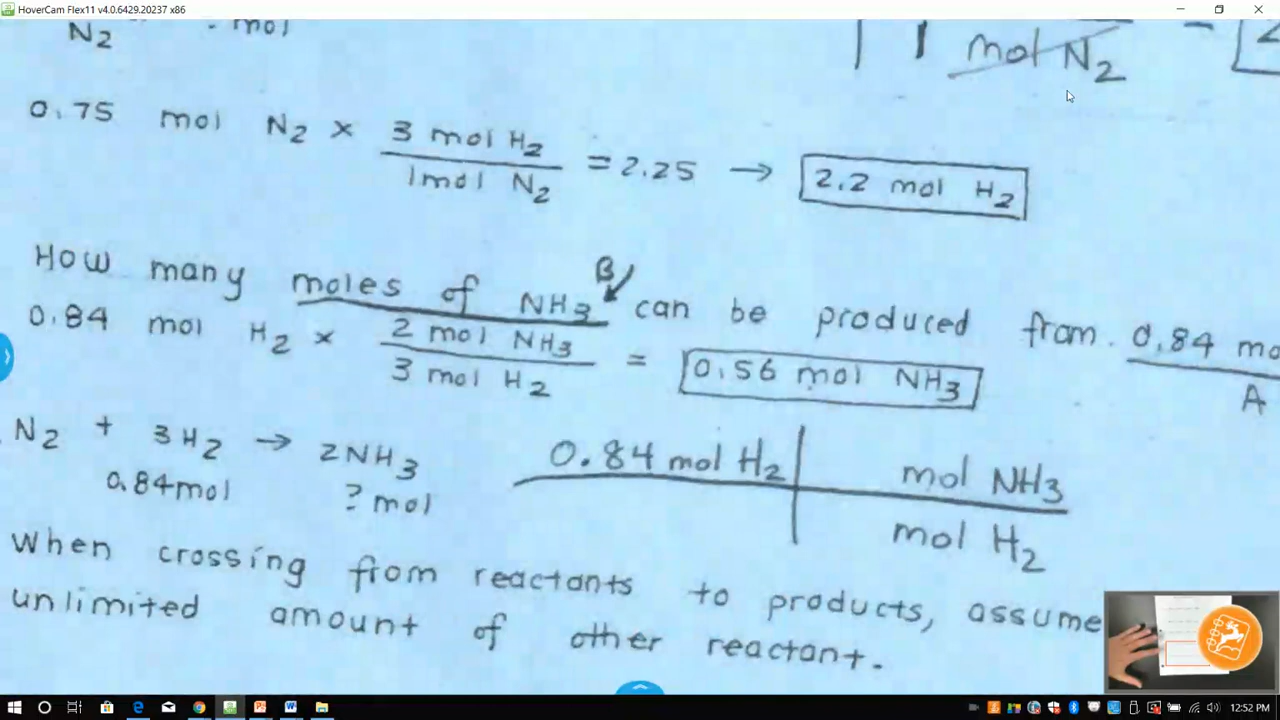 HoverCam Flex11 v4.0.6429.20237 x86
N₂ mol
1 mol N₂
0.75 mol N₂ × 3 mol H₂ / 1mol N₂ = 2.25 → 2.2 mol H₂
B
How many moles of NH₃ can be produced from 0.84 mo
A
0.84 mol H₂ × 2 mol NH₃ / 3 mol H₂ = 0.56 mol NH₃
N₂ + 3H₂ → 2NH₃
0.84mol ? mol
0.84 mol H₂ | mol NH₃
mol H₂
When crossing from reactants to products, assume
unlimited amount of other reactant.
12:52 PM